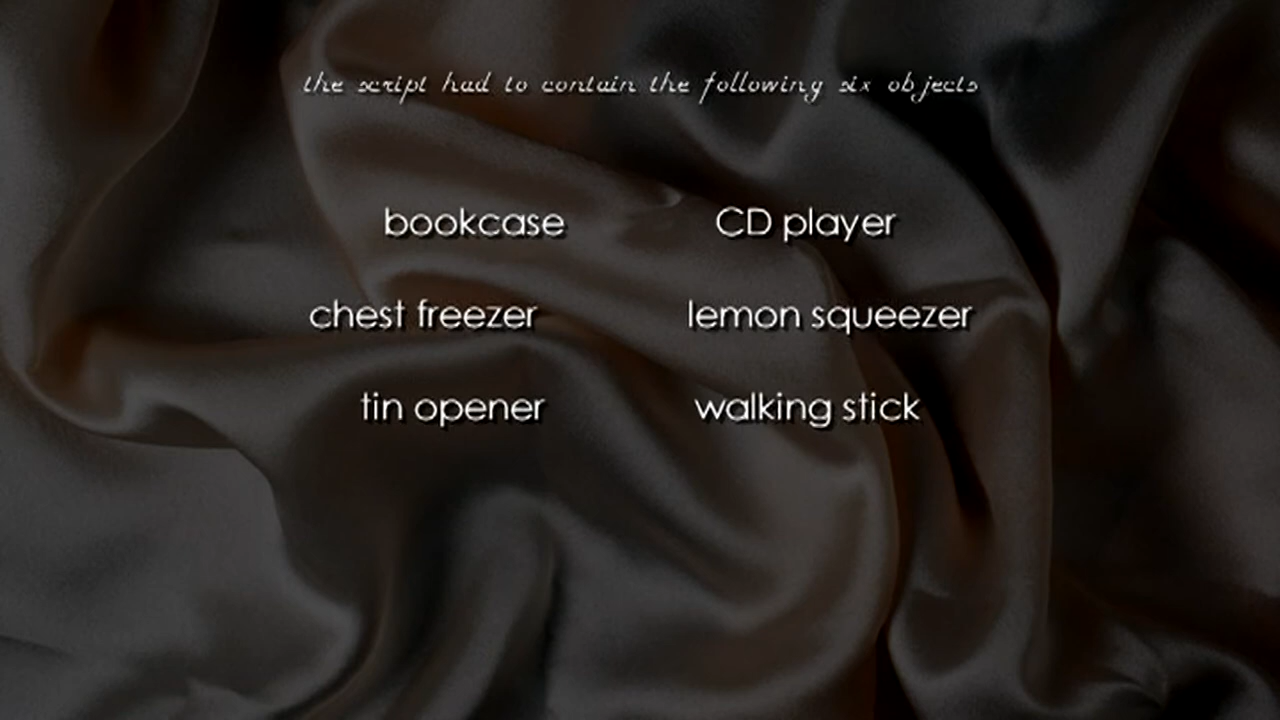 the script had to contain the following six objects
bookcase CD player
chest freezer lemon squeezer
tin opener walking stick